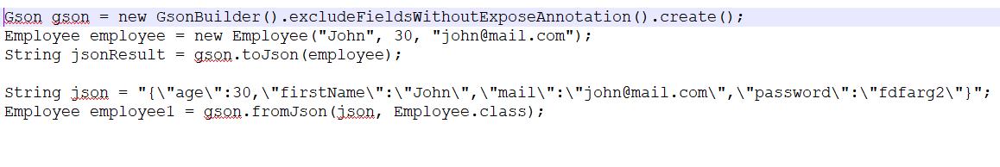 Gson gson = new GsonBuilder().excludeFieldsWithoutExposeAnnotation().create();
Employee employee = new Employee("John", 30, "john@mail.com");
String jsonResult = gson.toJson(employee);
String json = "{\"age\":30,\"firstName\":\"John\",\"mail\":\"john@mail.com\",\"password\":\"fdfarg2\"}";
Employee employee1 = gson.fromJson(json, Employee.class);